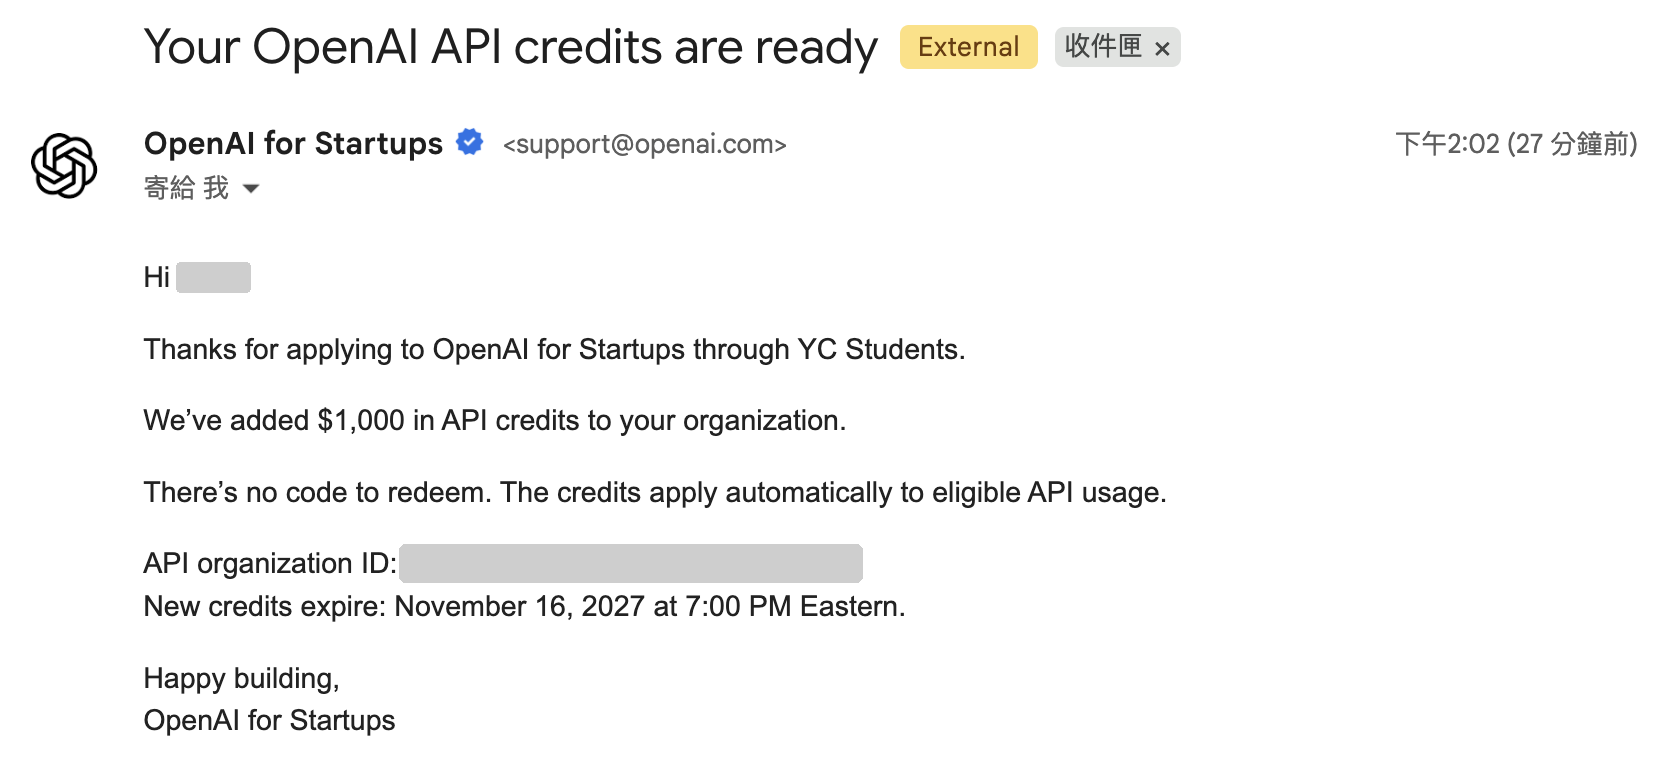 Your OpenAI API credits are ready External 收件匣 ×
OpenAI for Startups <support@openai.com> 下午2:02 (27 分鐘前)
寄給 我
Hi
Thanks for applying to OpenAI for Startups through YC Students.
We’ve added $1,000 in API credits to your organization.
There’s no code to redeem. The credits apply automatically to eligible API usage.
API organization ID:
New credits expire: November 16, 2027 at 7:00 PM Eastern.
Happy building,
OpenAI for Startups